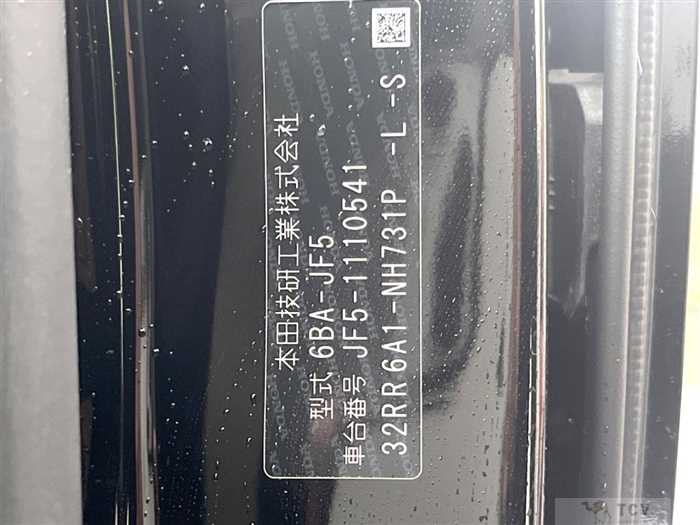 本田技研工業株式会社
型式 6BA-JF5
車台番号 JF5-1110541
32RR6A1-NH731P -L -S
TCV